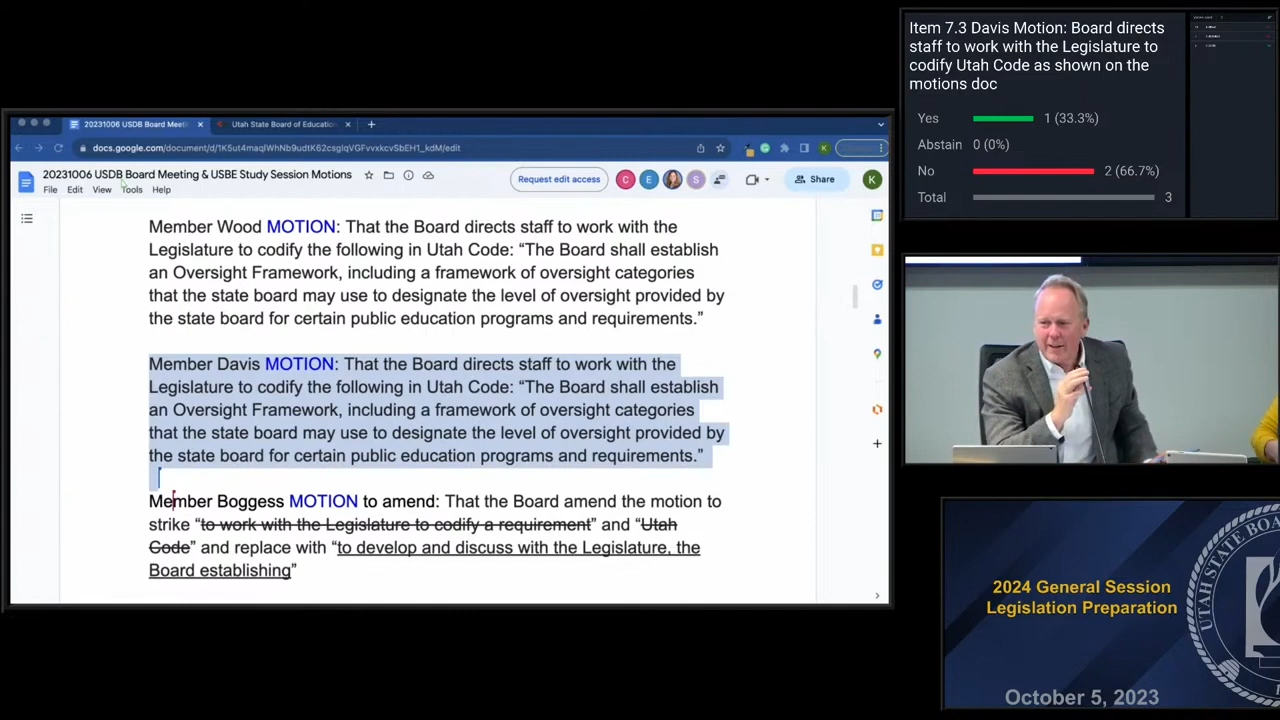 20231006 USDB Board Meeti
Utah State Board of Education
docs.google.com/document/d/1K5ut4maqIWhNb9udtK62csglqVGFvvxkcvSbEH1_kdM/edit
K
20231006 USDB Board Meeting & USBE Study Session Motions
File Edit View Tools Help
Request edit access
C E S
Share
K
Member Wood MOTION: That the Board directs staff to work with the
Legislature to codify the following in Utah Code: “The Board shall establish
an Oversight Framework, including a framework of oversight categories
that the state board may use to designate the level of oversight provided by
the state board for certain public education programs and requirements.”
Member Davis MOTION: That the Board directs staff to work with the
Legislature to codify the following in Utah Code: “The Board shall establish
an Oversight Framework, including a framework of oversight categories
that the state board may use to designate the level of oversight provided by
the state board for certain public education programs and requirements.”
Member Boggess MOTION to amend: That the Board amend the motion to
strike “to work with the Legislature to codify a requirement” and “Utah
Code” and replace with “to develop and discuss with the Legislature, the
Board establishing”
Item 7.3 Davis Motion: Board directs
staff to work with the Legislature to
codify Utah Code as shown on the
motions doc
Yes 1 (33.3%)
Abstain 0 (0%)
No 2 (66.7%)
Total 3
2024 General Session
Legislation Preparation
October 5, 2023
UTAH STATE BOA